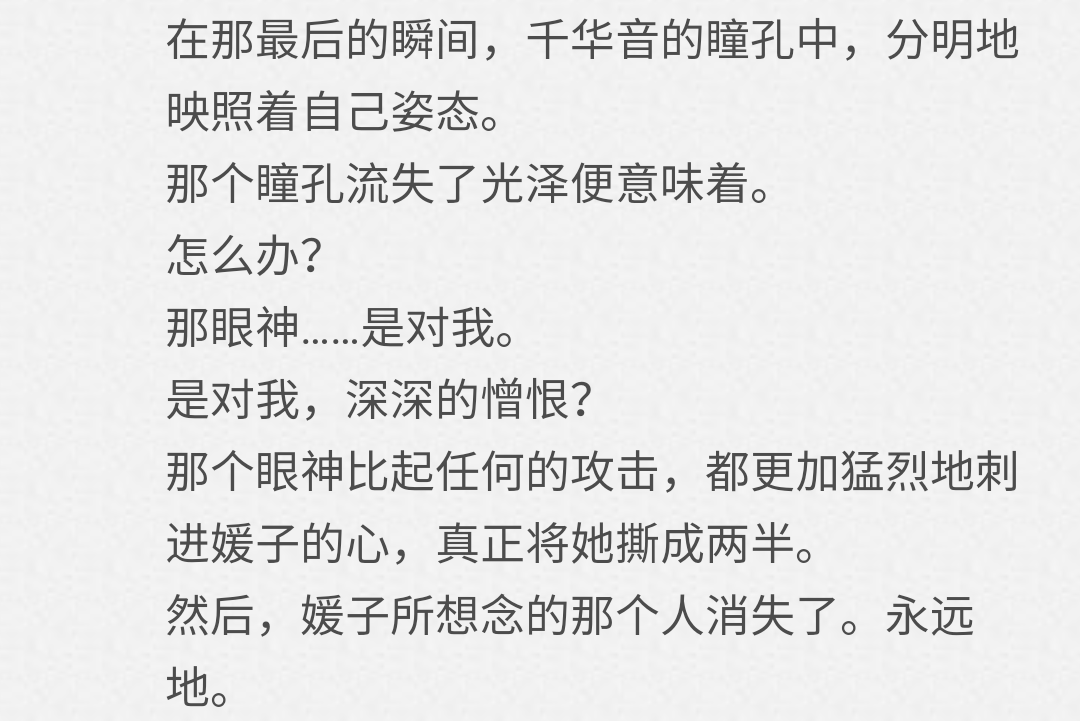 在那最后的瞬间，千华音的瞳孔中，分明地
映照着自己姿态。
那个瞳孔流失了光泽便意味着。
怎么办？
那眼神……是对我。
是对我，深深的憎恨？
那个眼神比起任何的攻击，都更加猛烈地刺
进媛子的心，真正将她撕成两半。
然后，媛子所想念的那个人消失了。永远
地。